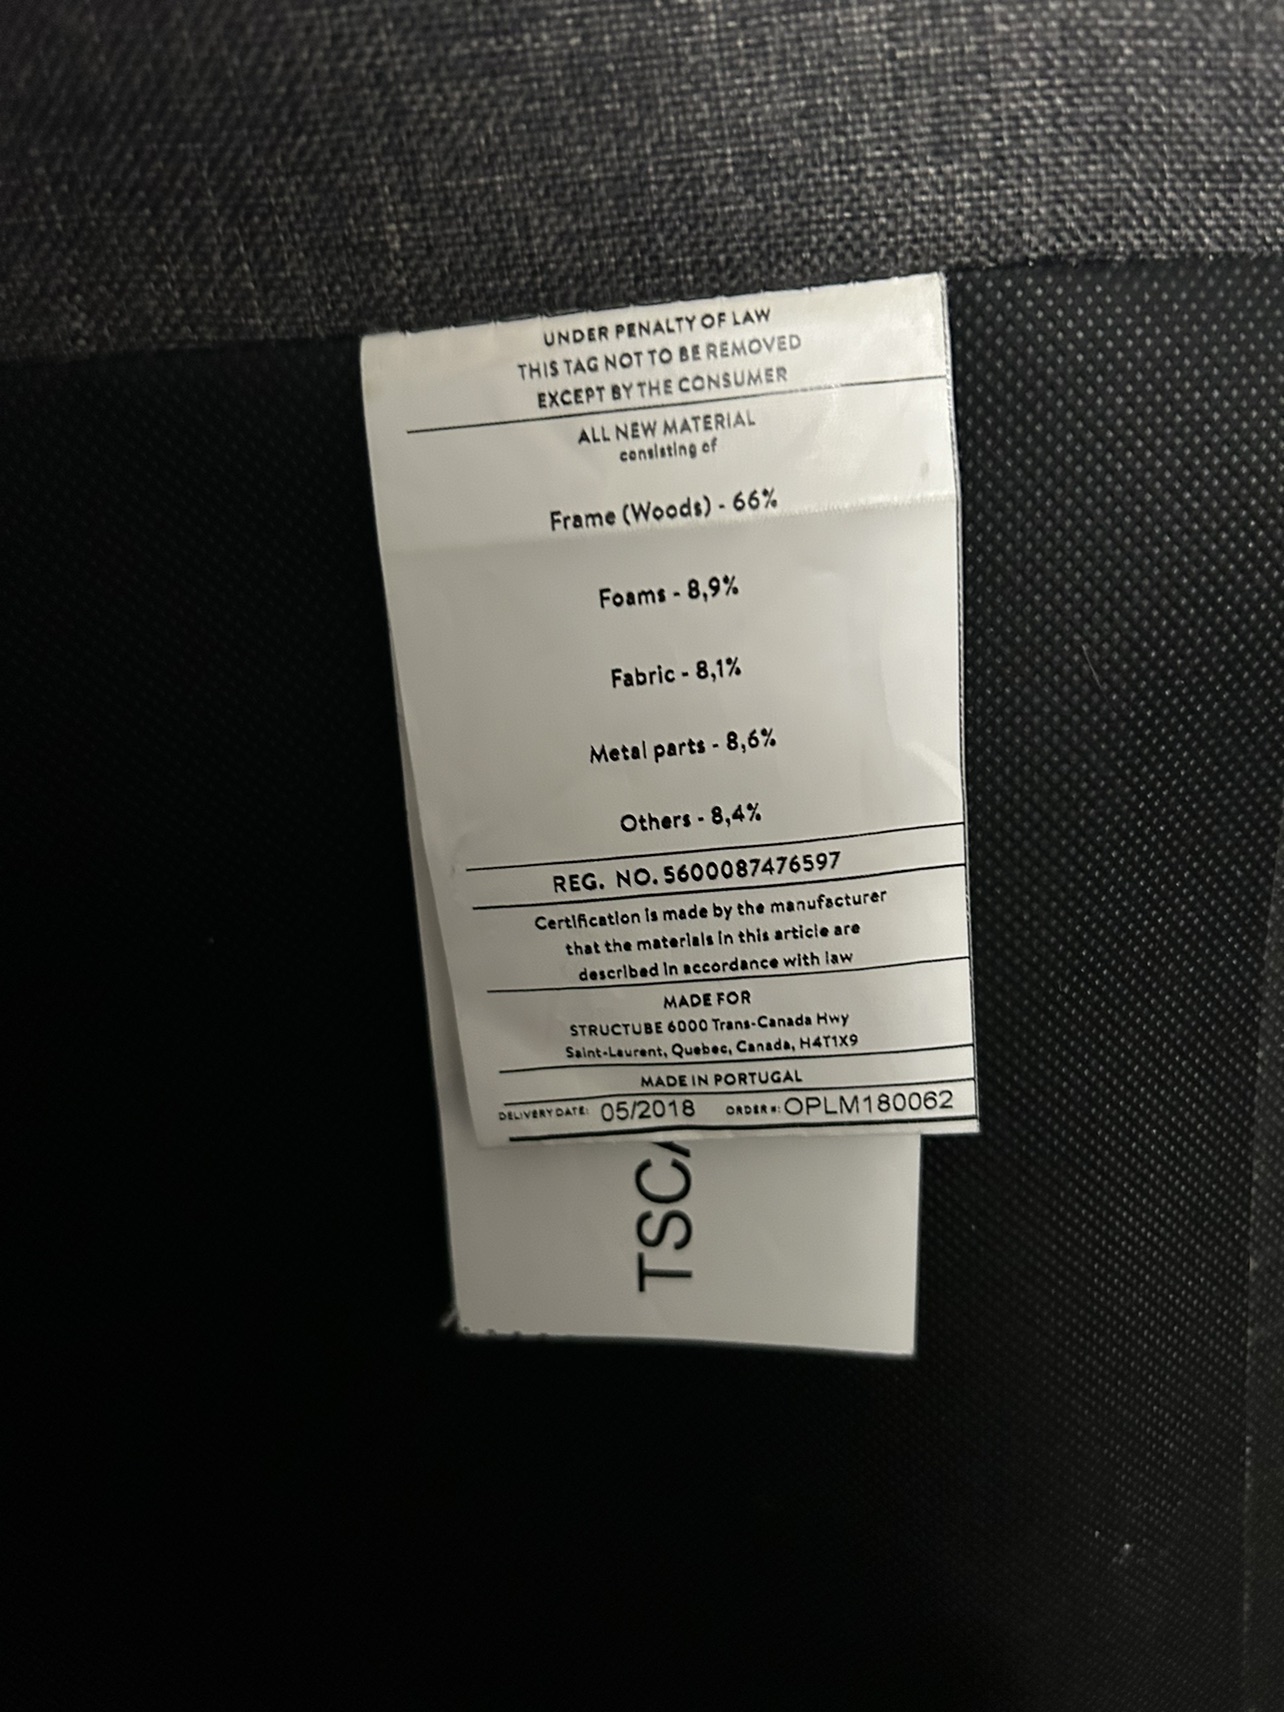 UNDER PENALTY OF LAW
THIS TAG NOT TO BE REMOVED
EXCEPT BY THE CONSUMER
ALL NEW MATERIAL
consisting of
Frame (Woods) - 66%
Foams - 8,9%
Fabric - 8,1%
Metal parts - 8,6%
Others - 8,4%
REG. NO. 5600087476597
Certification is made by the manufacturer
that the materials in this article are
described in accordance with law
MADE FOR
STRUCTUBE 6000 Trans-Canada Hwy
Saint-Laurent, Quebec, Canada, H4T1X9
MADE IN PORTUGAL
DELIVERY DATE: 05/2018 ORDER #: OPLM180062
TSCA